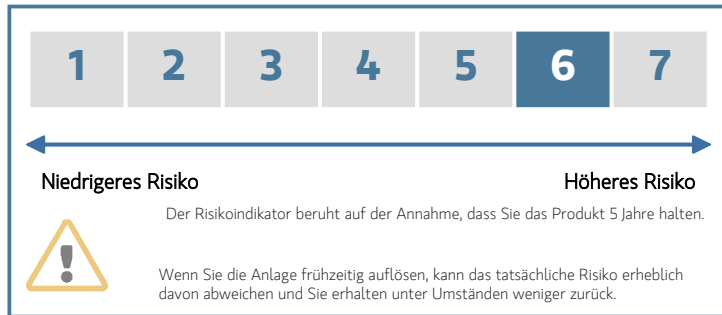 1 2 3 4 5 6 7
Niedrigeres Risiko Höheres Risiko
Der Risikoindikator beruht auf der Annahme, dass Sie das Produkt 5 Jahre halten.
Wenn Sie die Anlage frühzeitig auflösen, kann das tatsächliche Risiko erheblich
davon abweichen und Sie erhalten unter Umständen weniger zurück.